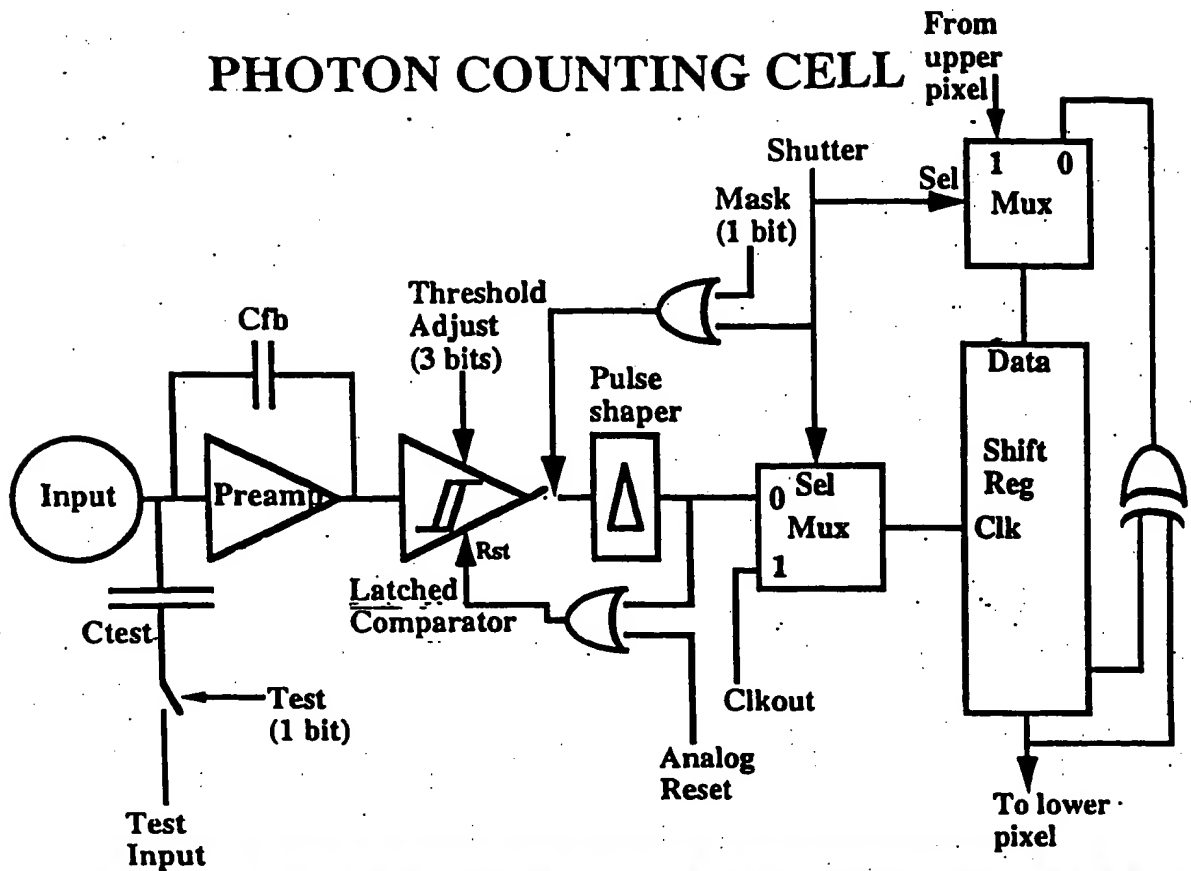 PHOTON COUNTING CELL
From
upper
pixel
Shutter
1 0
Sel
Mux
Mask
(1 bit)
Threshold
Adjust
(3 bits)
Cfb
Pulse
shaper
Data
Shift
Reg
Clk
Input
Preamp
Rst
Latched
Comparator
0
Sel
Mux
1
Ctest
Test
(1 bit)
Clkout
Analog
Reset
Test
Input
To lower
pixel